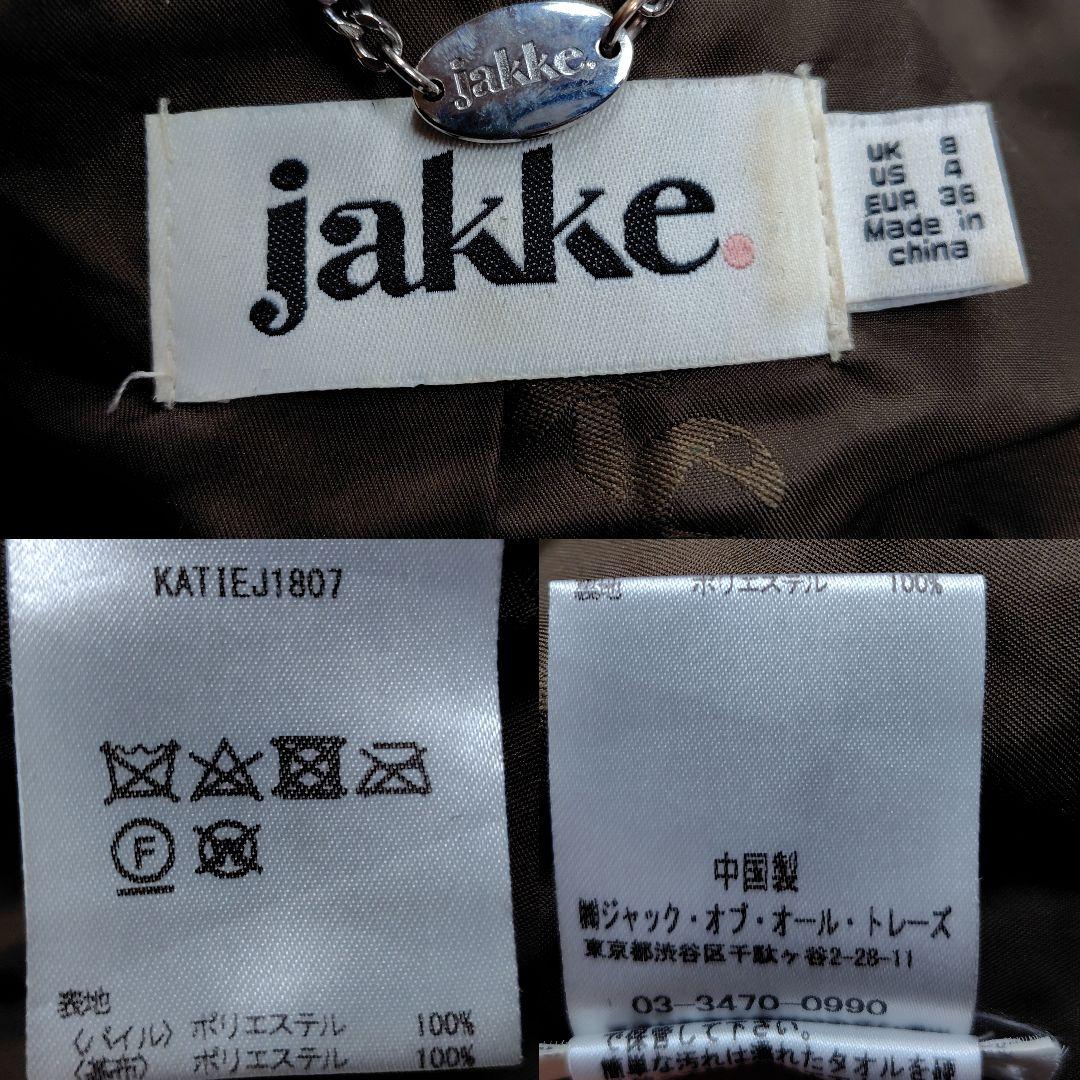 jakke.
jakke.
UK 8
US 4
EUR 36
Made in
china
KATIEJ1807
F
W
表地
(パイル) ポリエステル 100%
(基布) ポリエステル 100%
ポリエステル 100%
中国製
㈱ジャック・オブ・オール・トレーズ
東京都渋谷区千駄ヶ谷2-28-11
03-3470-0990
で保管して下さい。
簡単な汚れは濡れたタオルを硬